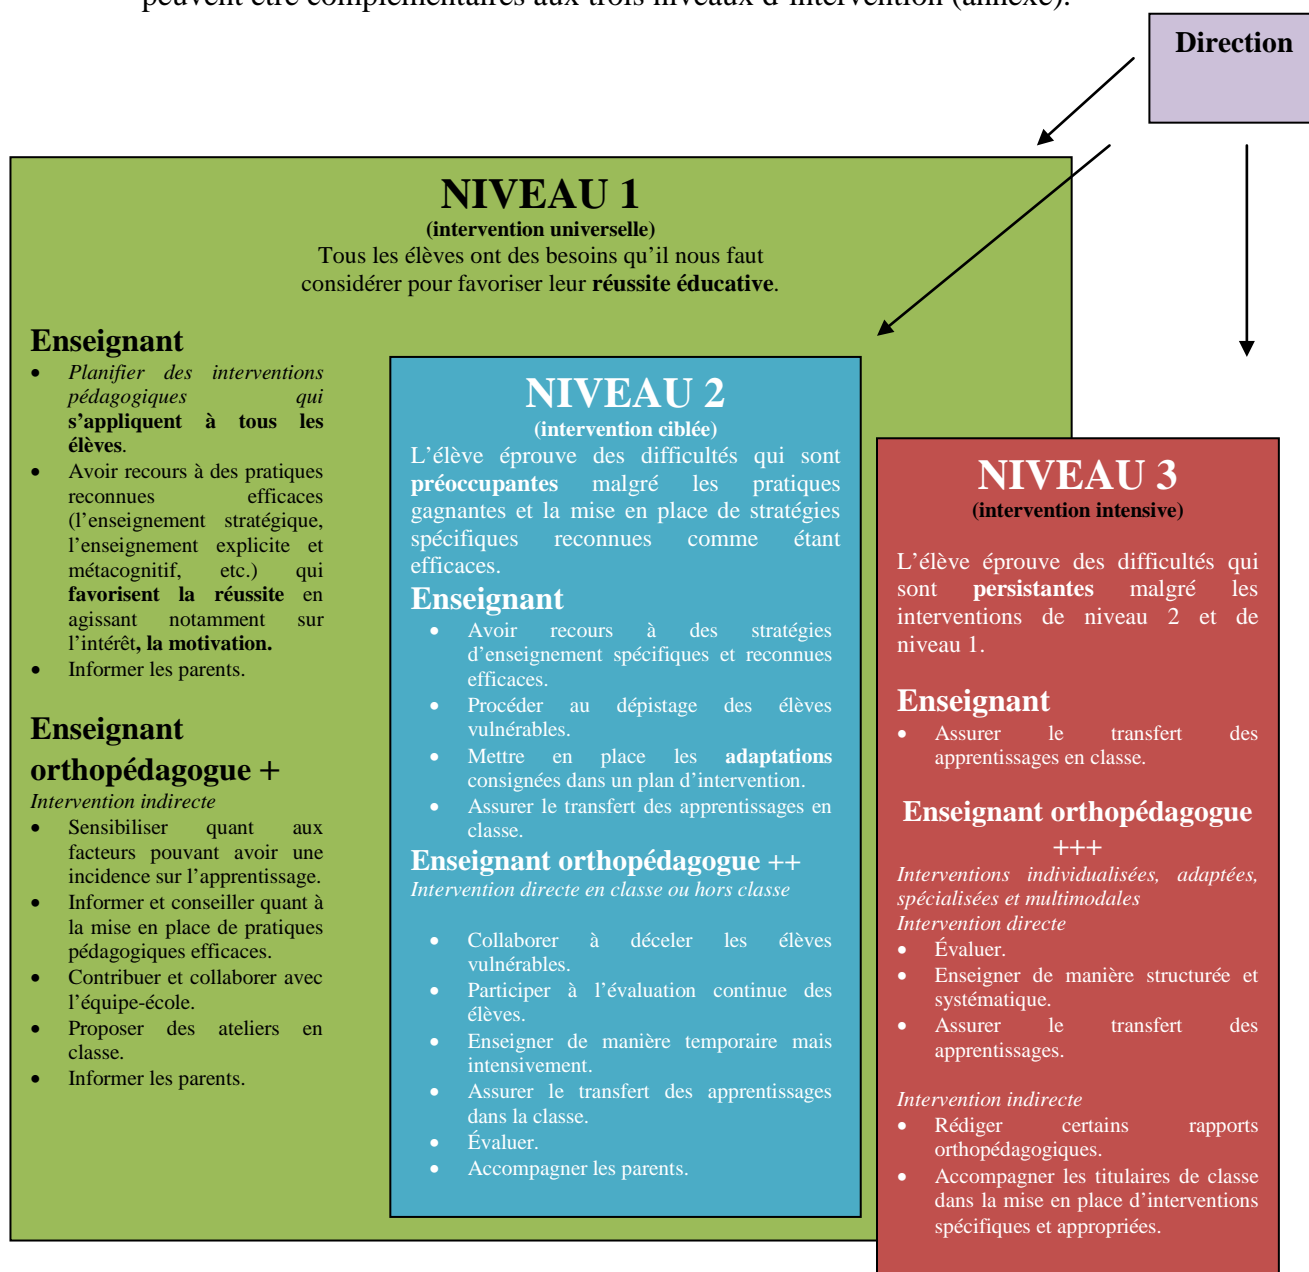 peuvent être complémentaires aux trois niveaux d’intervention (annexe).
Direction
NIVEAU 1
(intervention universelle)
Tous les élèves ont des besoins qu’il nous faut
considérer pour favoriser leur réussite éducative.
Enseignant
• Planifier des interventions
pédagogiques qui
s’appliquent à tous les
élèves.
• Avoir recours à des pratiques
reconnues efficaces
(l’enseignement stratégique,
l’enseignement explicite et
métacognitif, etc.) qui
favorisent la réussite en
agissant notamment sur
l’intérêt, la motivation.
• Informer les parents.
Enseignant
orthopédagogue +
Intervention indirecte
• Sensibiliser quant aux
facteurs pouvant avoir une
incidence sur l’apprentissage.
• Informer et conseiller quant à
la mise en place de pratiques
pédagogiques efficaces.
• Contribuer et collaborer avec
l’équipe-école.
• Proposer des ateliers en
classe.
• Informer les parents.
NIVEAU 2
(intervention ciblée)
L’élève éprouve des difficultés qui sont
préoccupantes malgré les pratiques
gagnantes et la mise en place de stratégies
spécifiques reconnues comme étant
efficaces.
Enseignant
• Avoir recours à des stratégies
d’enseignement spécifiques et reconnues
efficaces.
• Procéder au dépistage des élèves
vulnérables.
• Mettre en place les adaptations
consignées dans un plan d’intervention.
• Assurer le transfert des apprentissages en
classe.
Enseignant orthopédagogue ++
Intervention directe en classe ou hors classe
• Collaborer à déceler les élèves
vulnérables.
• Participer à l’évaluation continue des
élèves.
• Enseigner de manière temporaire mais
intensivement.
• Assurer le transfert des apprentissages
dans la classe.
• Évaluer.
• Accompagner les parents.
NIVEAU 3
(intervention intensive)
L’élève éprouve des difficultés qui
sont persistantes malgré les
interventions de niveau 2 et de
niveau 1.
Enseignant
• Assurer le transfert des
apprentissages en classe.
Enseignant orthopédagogue
+++
Interventions individualisées, adaptées,
spécialisées et multimodales
Intervention directe
• Évaluer.
• Enseigner de manière structurée et
systématique.
• Assurer le transfert des
apprentissages.
Intervention indirecte
• Rédiger certains rapports
orthopédagogiques.
• Accompagner les titulaires de classe
dans la mise en place d’interventions
spécifiques et appropriées.